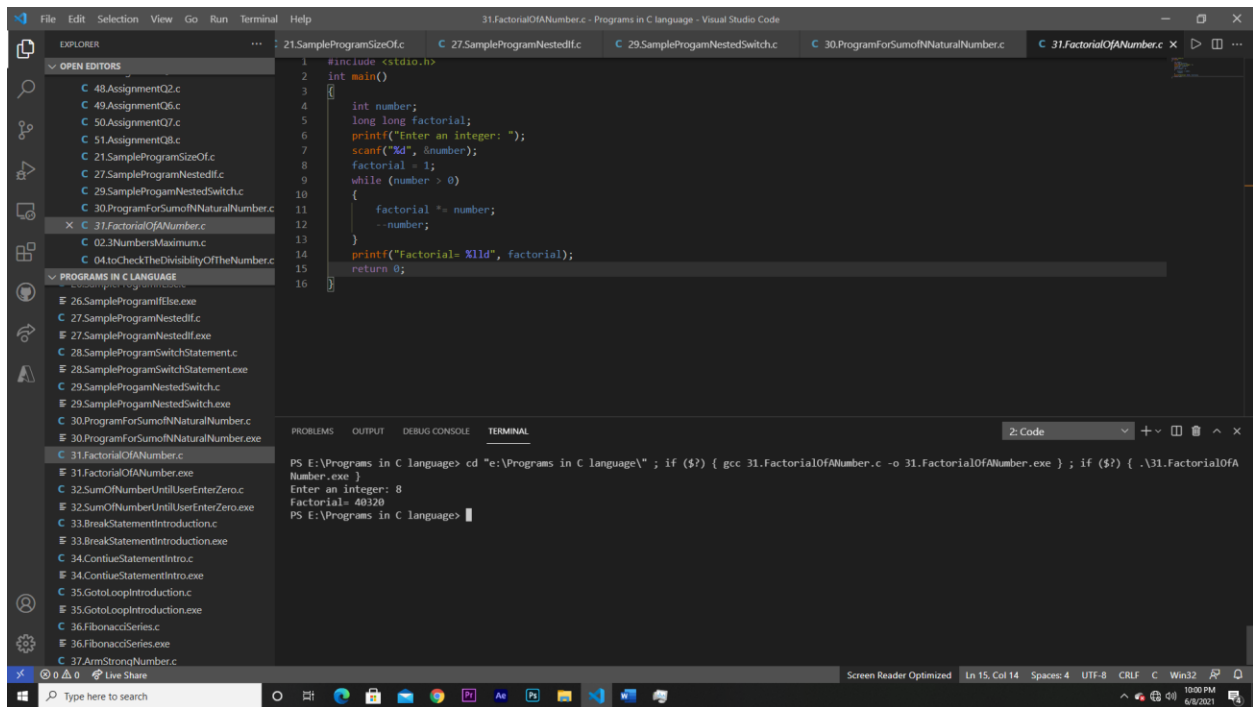 File Edit Selection View Go Run Terminal Help 31.FactorialOfANumber.c - Programs in C language - Visual Studio Code
EXPLORER
21.SampleProgramSizeOf.c 27.SampleProgramNestedIf.c 29.SampleProgamNestedSwitch.c 30.ProgramForSumofNNaturalNumber.c 31.FactorialOfANumber.c
OPEN EDITORS
48.AssignmentQ2.c
49.AssignmentQ6.c
50.AssignmentQ7.c
51.AssignmentQ8.c
21.SampleProgramSizeOf.c
27.SampleProgramNestedIf.c
29.SampleProgamNestedSwitch.c
30.ProgramForSumofNNaturalNumber.c
31.FactorialOfANumber.c
02.3NumbersMaximum.c
04.toCheckTheDivisiblityOfTheNumber.c
PROGRAMS IN C LANGUAGE
26.SampleProgramIfElse.exe
27.SampleProgramNestedIf.c
27.SampleProgramNestedIf.exe
28.SampleProgramSwitchStatement.c
28.SampleProgramSwitchStatement.exe
29.SampleProgamNestedSwitch.c
29.SampleProgamNestedSwitch.exe
30.ProgramForSumofNNaturalNumber.c
30.ProgramForSumofNNaturalNumber.exe
31.FactorialOfANumber.c
31.FactorialOfANumber.exe
32.SumOfNumberUntilUserEnterZero.c
32.SumOfNumberUntilUserEnterZero.exe
33.BreakStatementIntroduction.c
33.BreakStatementIntroduction.exe
34.ContiueStatementIntro.c
34.ContiueStatementIntro.exe
35.GotoLoopIntroduction.c
35.GotoLoopIntroduction.exe
36.FibonacciSeries.c
36.FibonacciSeries.exe
37.ArmStrongNumber.c
1 #include <stdio.h>
2 int main()
3 {
4 int number;
5 long long factorial;
6 printf("Enter an integer: ");
7 scanf("%d", &number);
8 factorial = 1;
9 while (number > 0)
10 {
11 factorial *= number;
12 --number;
13 }
14 printf("Factorial= %lld", factorial);
15 return 0;
16 }
PROBLEMS OUTPUT DEBUG CONSOLE TERMINAL 2: Code
PS E:\Programs in C language> cd "e:\Programs in C language\" ; if ($?) { gcc 31.FactorialOfANumber.c -o 31.FactorialOfANumber.exe } ; if ($?) { .\31.FactorialOfA
Number.exe }
Enter an integer: 8
Factorial= 40320
PS E:\Programs in C language>
0 0 Live Share Screen Reader Optimized Ln 15, Col 14 Spaces: 4 UTF-8 CRLF C Win32
Type here to search
Pr Ae Ps W
10:00 PM
6/8/2021
4